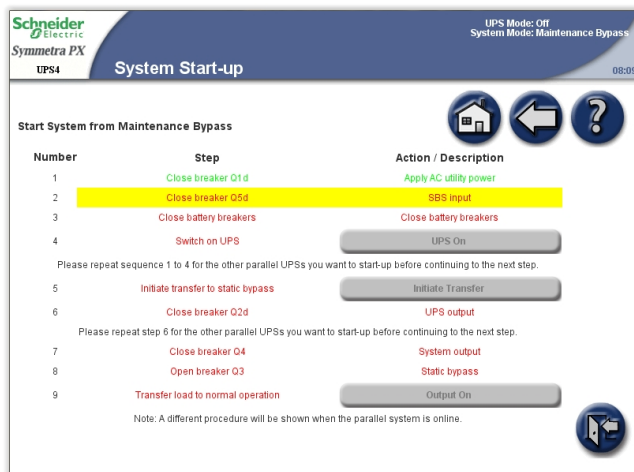 Schneider
Electric
UPS Mode: Off
System Mode: Maintenance Bypass
Symmetra PX
UPS4
System Start-up
08:09
Start System from Maintenance Bypass
?
Number Step Action / Description
1 Close breaker Q1d Apply AC utility power
2 Close breaker Q5d SBS input
3 Close battery breakers Close battery breakers
4 Switch on UPS UPS On
Please repeat sequence 1 to 4 for the other parallel UPSs you want to start-up before continuing to the next step.
5 Initiate transfer to static bypass Initiate Transfer
6 Close breaker Q2d UPS output
Please repeat step 6 for the other parallel UPSs you want to start-up before continuing to the next step.
7 Close breaker Q4 System output
8 Open breaker Q3 Static bypass
9 Transfer load to normal operation Output On
Note: A different procedure will be shown when the parallel system is online.